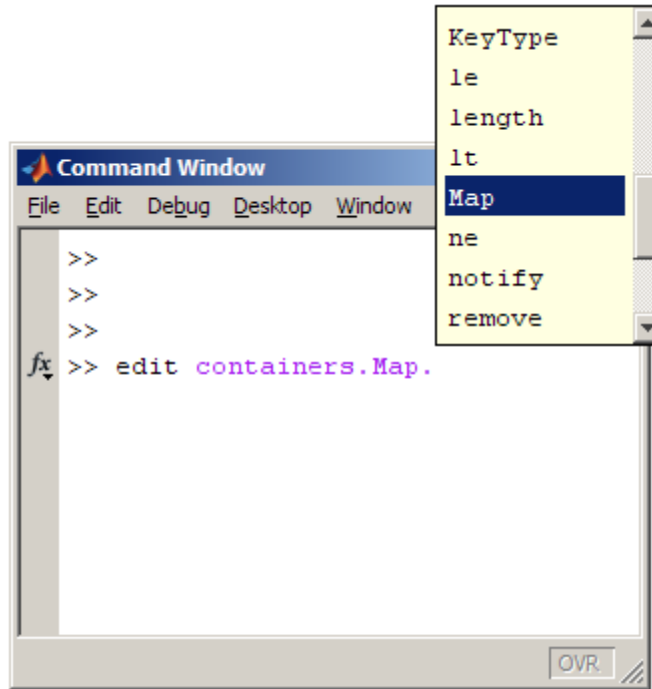 KeyType
le
length
lt
Map
ne
notify
remove
Command Window
File Edit Debug Desktop Window
>>
>>
>>
fx >> edit containers.Map.
OVR